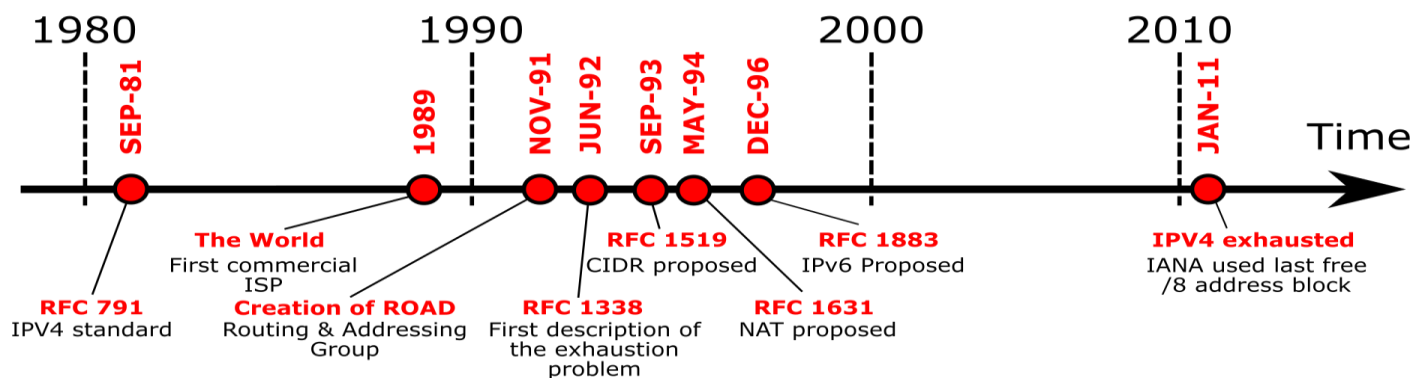 1980
1990
2000
2010
SEP-81
1989
NOV-91
JUN-92
SEP-93
MAY-94
DEC-96
JAN-11
Time
The World
First commercial
ISP
RFC 1519
CIDR proposed
RFC 1883
IPv6 Proposed
IPV4 exhausted
IANA used last free
/8 address block
RFC 791
IPV4 standard
Creation of ROAD
Routing & Addressing
Group
RFC 1338
First description of
the exhaustion
problem
RFC 1631
NAT proposed